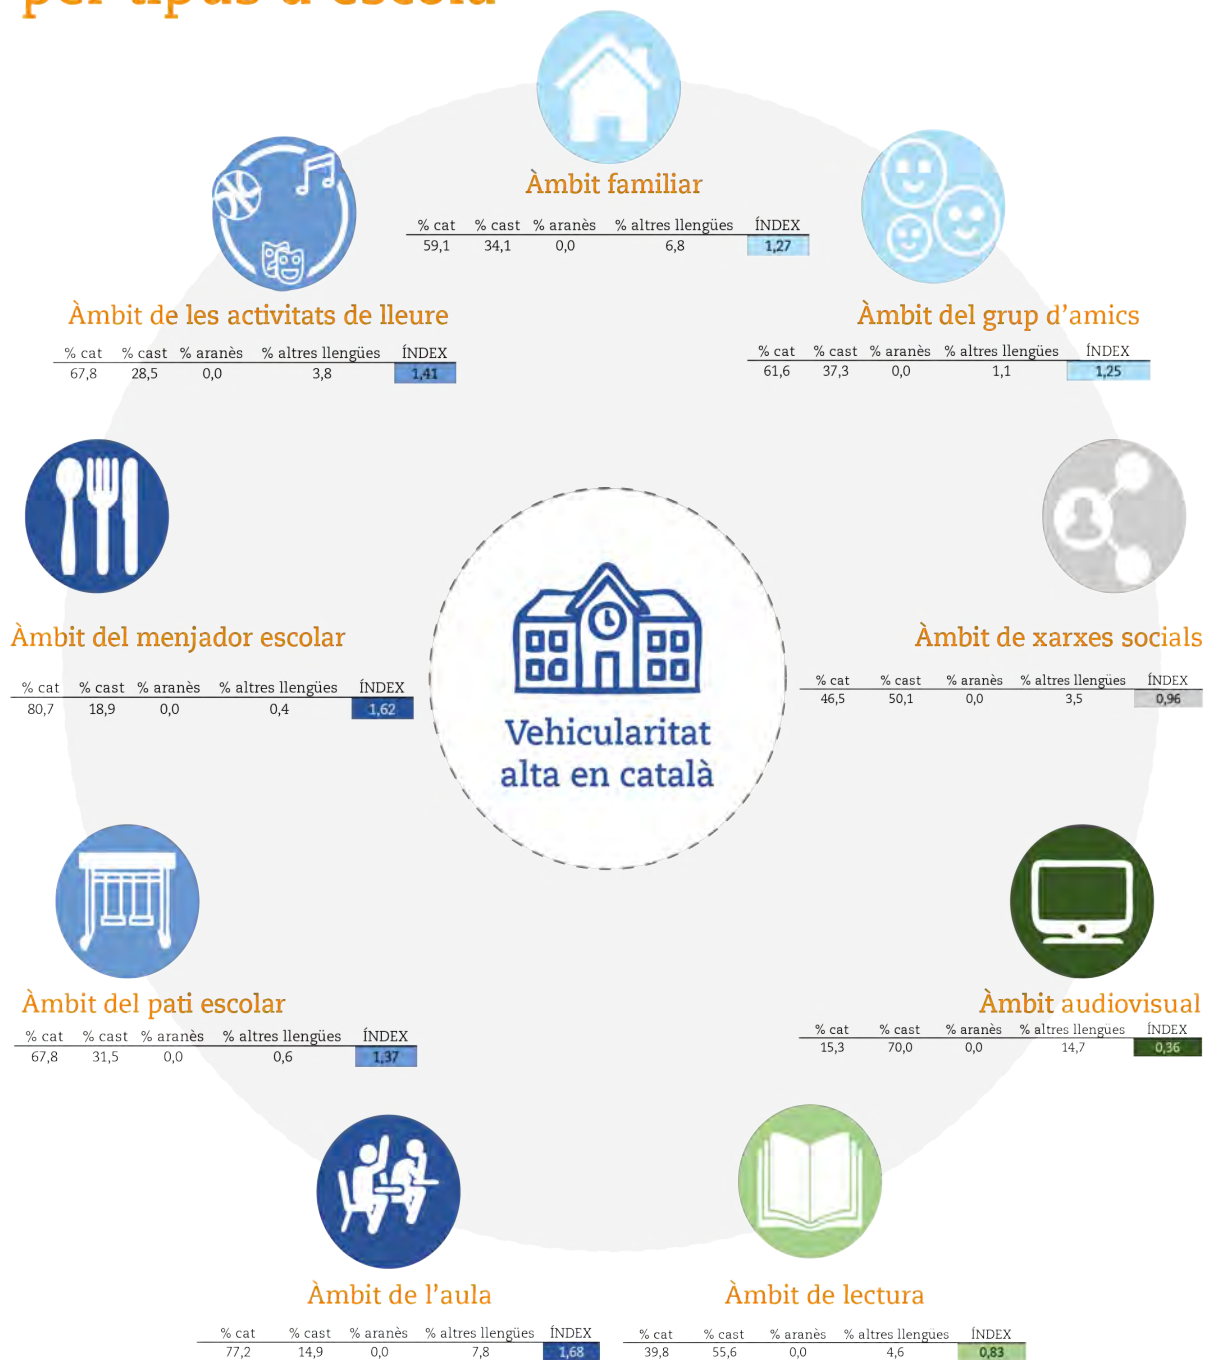 per tipus d'escola
Àmbit familiar
% cat % cast % aranès % altres llengües ÍNDEX
59,1 34,1 0,0 6,8 1,27
Àmbit de les activitats de lleure
% cat % cast % aranès % altres llengües ÍNDEX
67,8 28,5 0,0 3,8 1,41
Àmbit del grup d'amics
% cat % cast % aranès % altres llengües ÍNDEX
61,6 37,3 0,0 1,1 1,25
Àmbit del menjador escolar
% cat % cast % aranès % altres llengües ÍNDEX
80,7 18,9 0,0 0,4 1,62
Àmbit de xarxes socials
% cat % cast % aranès % altres llengües ÍNDEX
46,5 50,1 0,0 3,5 0,96
Vehicularitat
alta en català
Àmbit del pati escolar
% cat % cast % aranès % altres llengües ÍNDEX
67,8 31,5 0,0 0,6 1,37
Àmbit audiovisual
% cat % cast % aranès % altres llengües ÍNDEX
15,3 70,0 0,0 14,7 0,36
Àmbit de l'aula
% cat % cast % aranès % altres llengües ÍNDEX
77,2 14,9 0,0 7,8 1,68
Àmbit de lectura
% cat % cast % aranès % altres llengües ÍNDEX
39,8 55,6 0,0 4,6 0,83